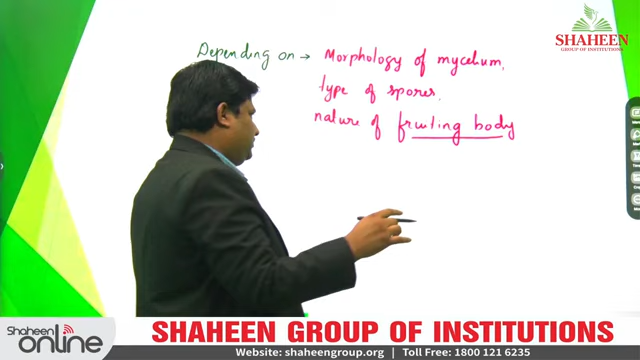 SHAHEEN
GROUP OF INSTITUTIONS
Depending on → Morphology of mycelium,
type of spores,
nature of fruiting body
Shaheen
online
SHAHEEN GROUP OF INSTITUTIONS
Website: shaheengroup.org | Toll Free: 1800 121 6235